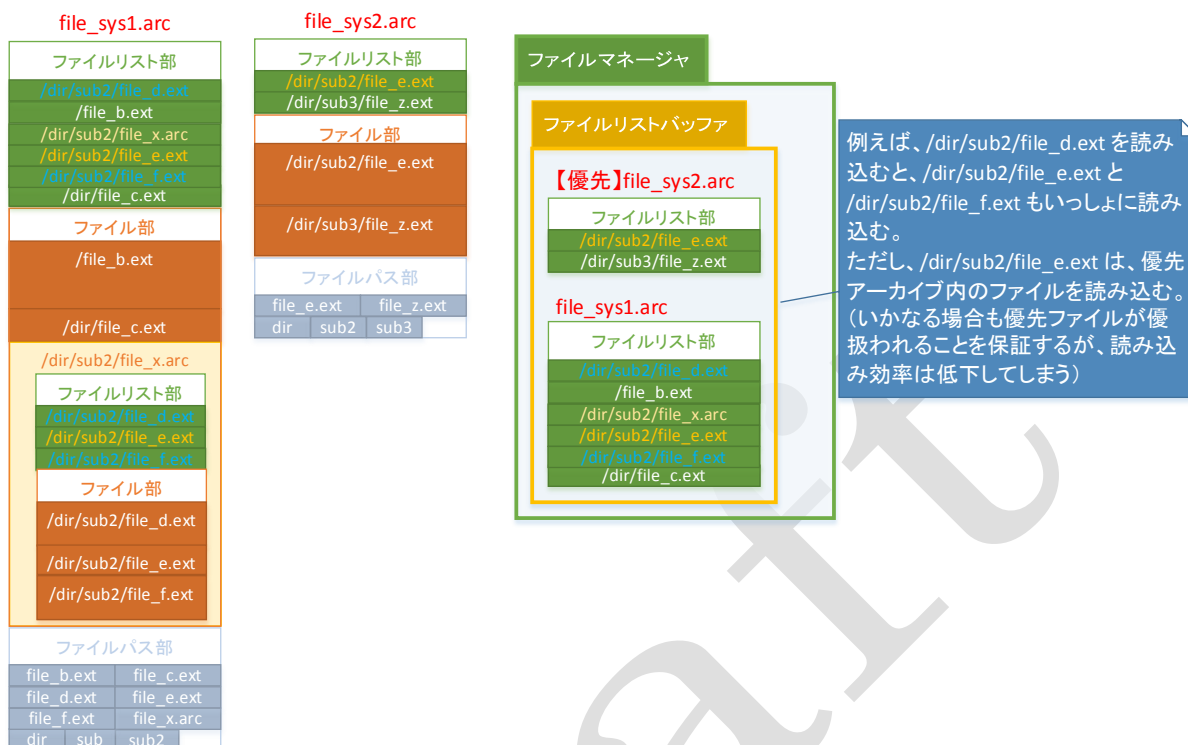 file_sys1.arc
ファイルリスト部
/dir/sub2/file_d.ext
/file_b.ext
/dir/sub2/file_x.arc
/dir/sub2/file_e.ext
/dir/sub2/file_f.ext
/dir/file_c.ext
ファイル部
/file_b.ext
/dir/file_c.ext
/dir/sub2/file_x.arc
ファイルリスト部
/dir/sub2/file_d.ext
/dir/sub2/file_e.ext
/dir/sub2/file_f.ext
ファイル部
/dir/sub2/file_d.ext
/dir/sub2/file_e.ext
/dir/sub2/file_f.ext
ファイルパス部
file_b.ext file_c.ext
file_d.ext file_e.ext
file_f.ext file_x.arc
dir sub sub2
file_sys2.arc
ファイルリスト部
/dir/sub2/file_e.ext
/dir/sub3/file_z.ext
ファイル部
/dir/sub2/file_e.ext
/dir/sub3/file_z.ext
ファイルパス部
file_e.ext file_z.ext
dir sub2 sub3
ファイルマネージャ
ファイルリストバッファ
【優先】file_sys2.arc
ファイルリスト部
/dir/sub2/file_e.ext
/dir/sub3/file_z.ext
file_sys1.arc
ファイルリスト部
/dir/sub2/file_d.ext
/file_b.ext
/dir/sub2/file_x.arc
/dir/sub2/file_e.ext
/dir/sub2/file_f.ext
/dir/file_c.ext
例えば、/dir/sub2/file_d.ext を読み
込むと、/dir/sub2/file_e.ext と
/dir/sub2/file_f.ext もいっしょに読み
込む。
ただし、/dir/sub2/file_e.ext は、優先
アーカイブ内のファイルを読み込む。
（いかなる場合も優先ファイルが優
扱われることを保証するが、読み込
み効率は低下してしまう）